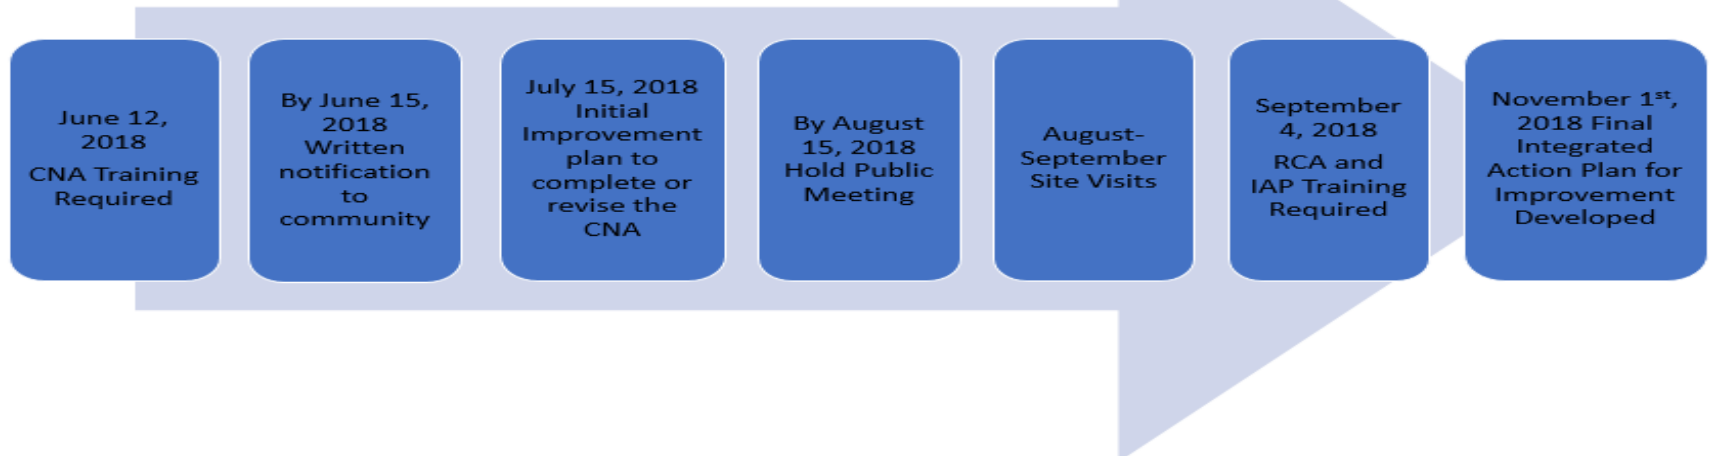 June 12,
2018
CNA Training
Required
By June 15,
2018
Written
notification
to
community
July 15, 2018
Initial
Improvement
plan to
complete or
revise the
CNA
By August
15, 2018
Hold Public
Meeting
August-
September
Site Visits
September
4, 2018
RCA and
IAP Training
Required
November 1st,
2018 Final
Integrated
Action Plan for
Improvement
Developed